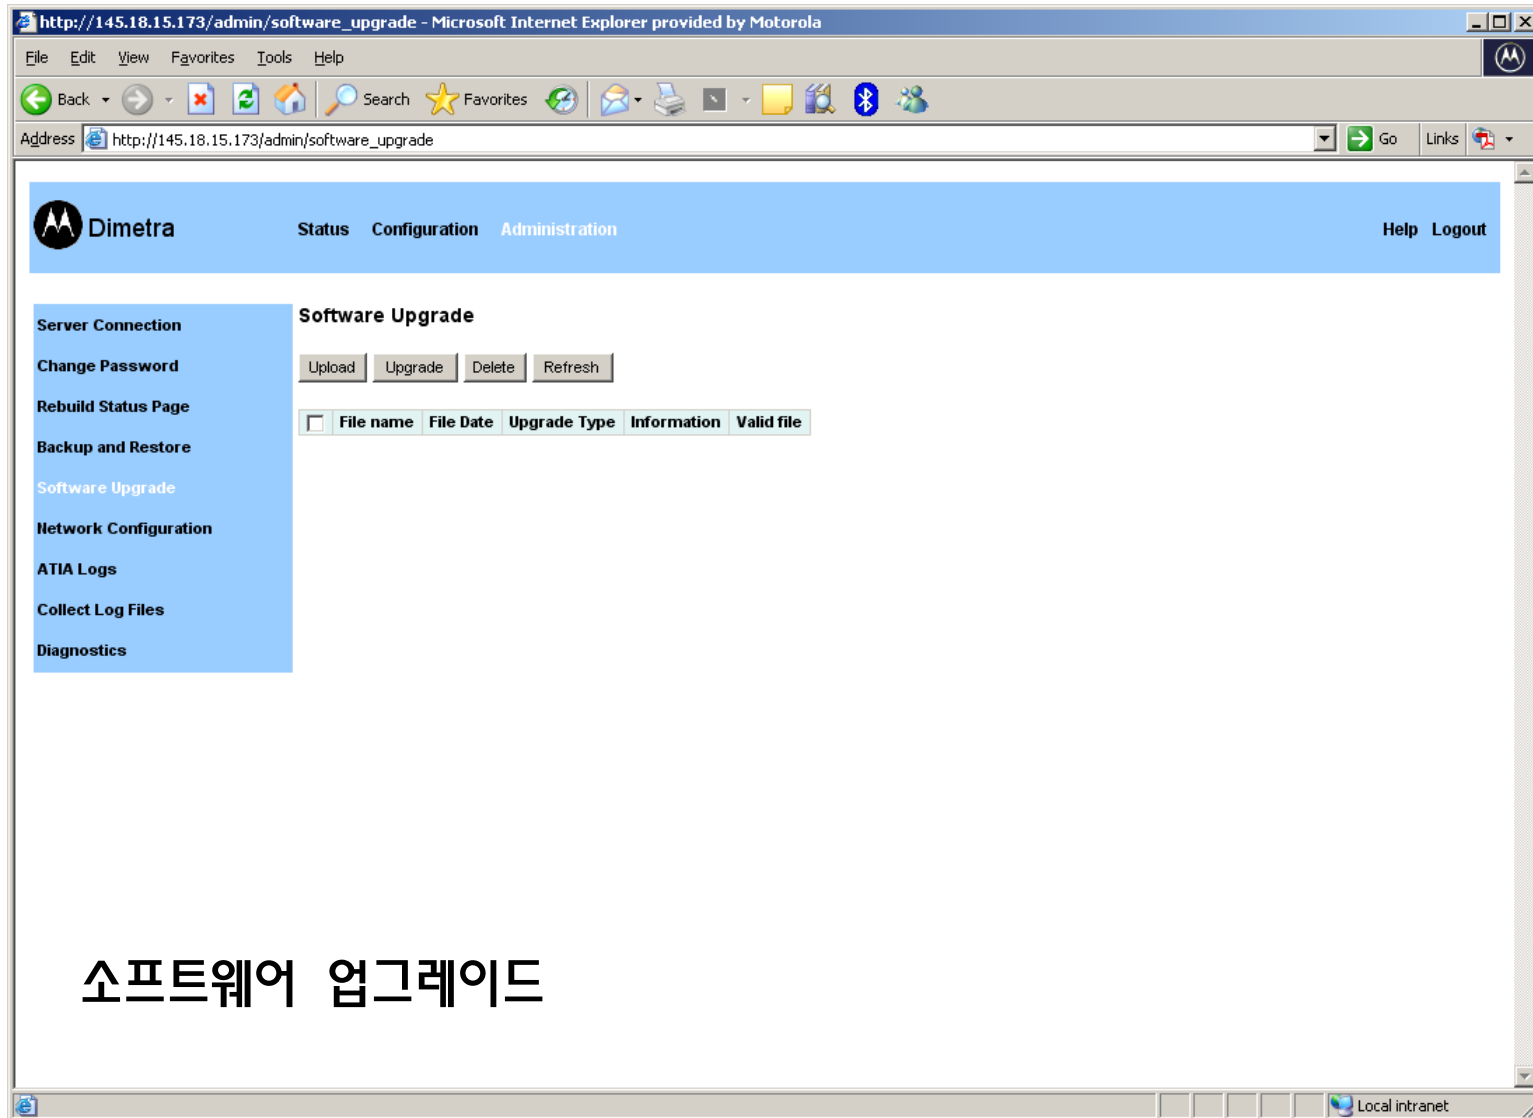 http://145.18.15.173/admin/software_upgrade - Microsoft Internet Explorer provided by Motorola
File Edit View Favorites Tools Help
Back Search Favorites
Address http://145.18.15.173/admin/software_upgrade Go Links
Dimetra Status Configuration Administration Help Logout
Server Connection
Change Password
Rebuild Status Page
Backup and Restore
Software Upgrade
Network Configuration
ATIA Logs
Collect Log Files
Diagnostics
Software Upgrade
Upload Upgrade Delete Refresh
File name File Date Upgrade Type Information Valid file
소프트웨어 업그레이드
Local intranet